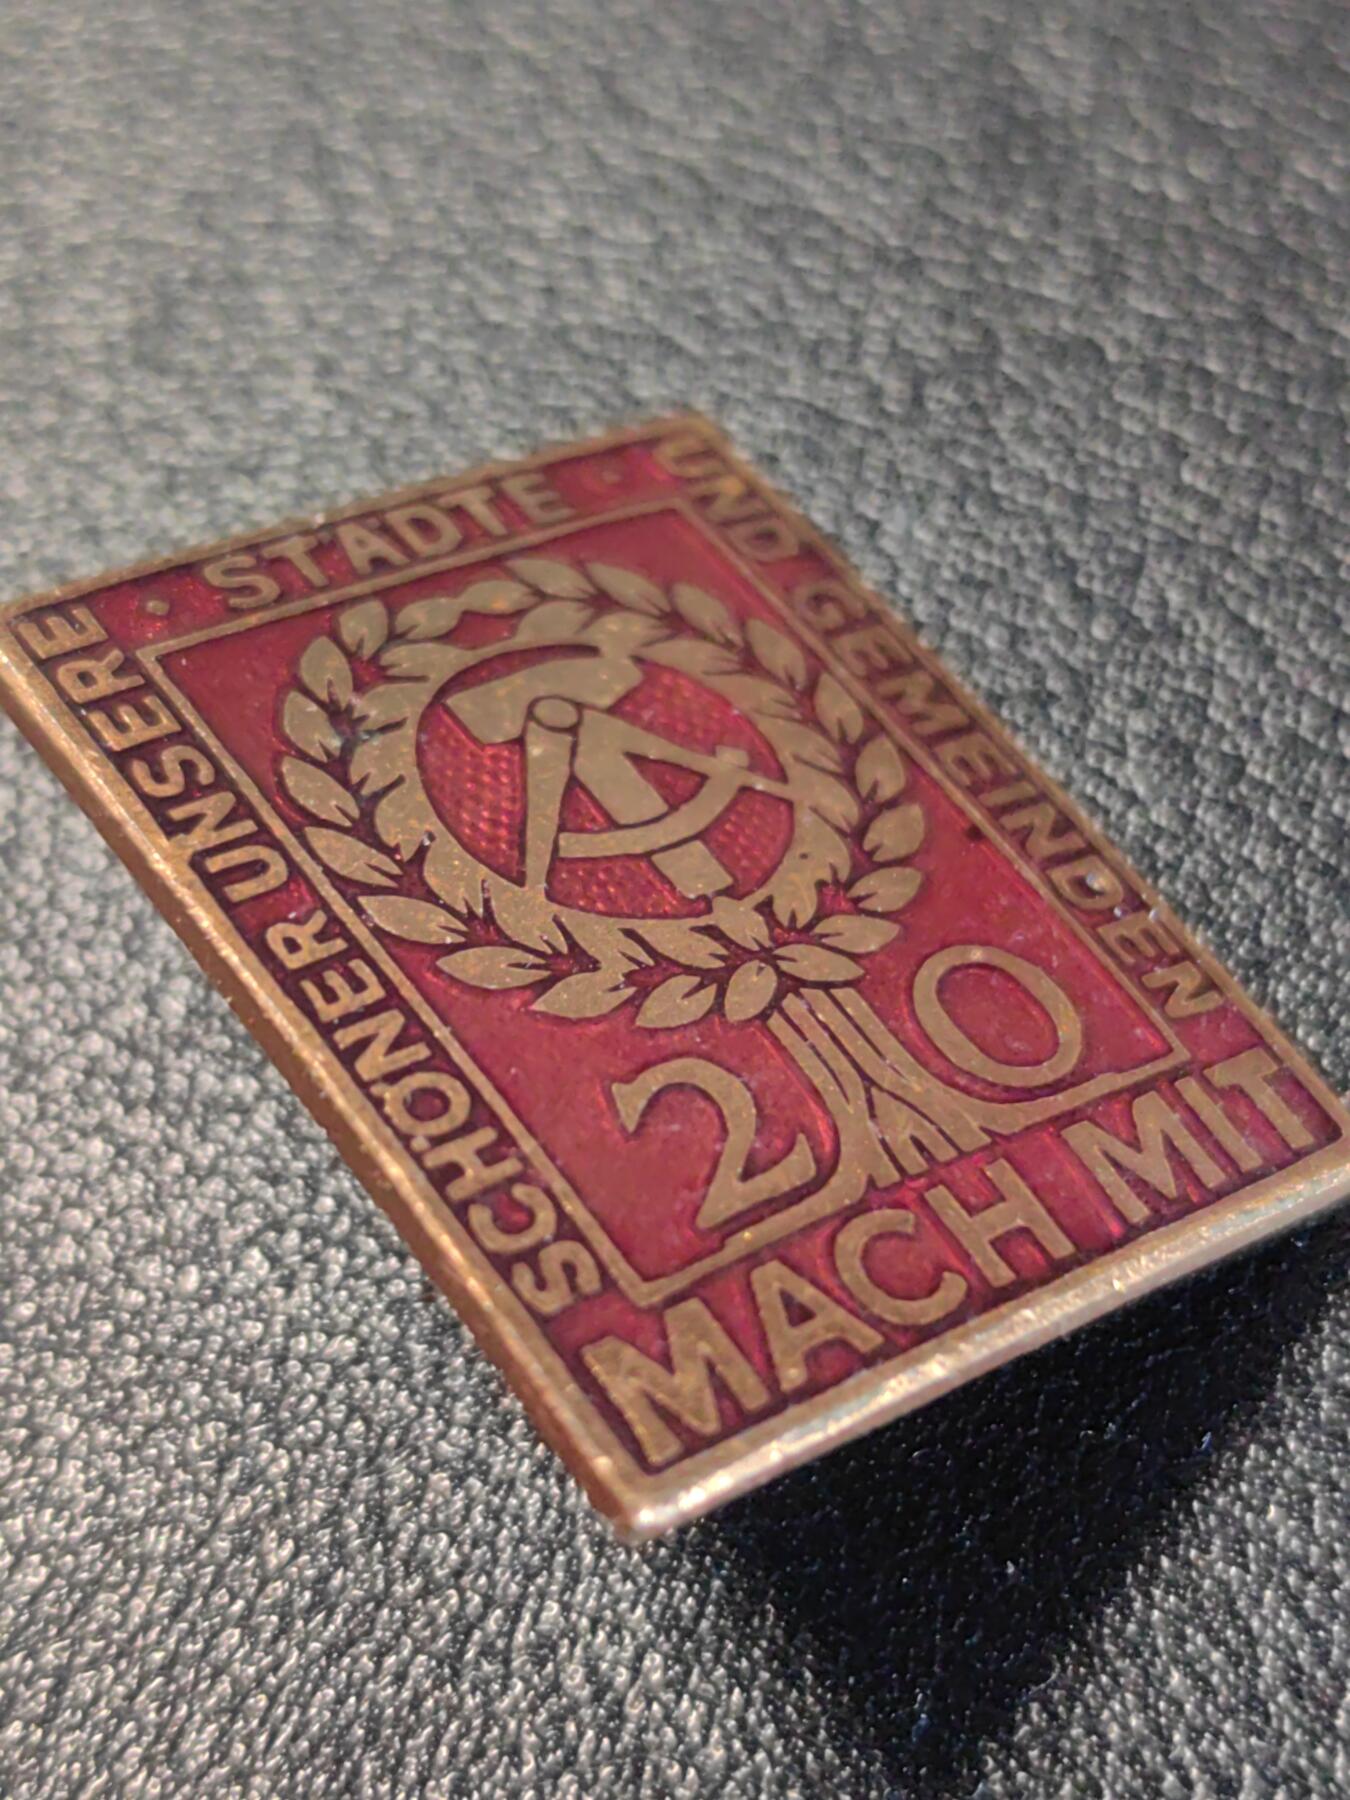 SCHÖNER UNSERE
· STÄDTE ·
UND GEMEINDEN
20
MACH MIT